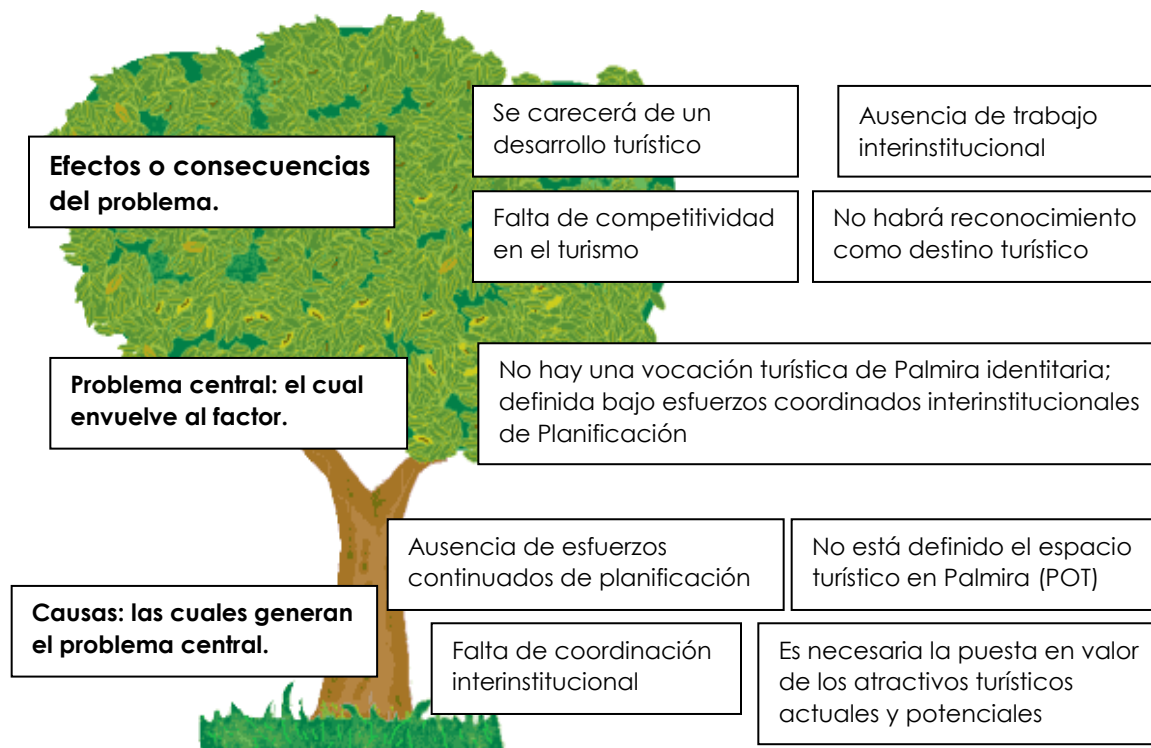 Efectos o consecuencias
del problema.
Se carecerá de un
desarrollo turístico
Ausencia de trabajo
interinstitucional
Falta de competitividad
en el turismo
No habrá reconocimiento
como destino turístico
Problema central: el cual
envuelve al factor.
No hay una vocación turística de Palmira identitaria;
definida bajo esfuerzos coordinados interinstitucionales
de Planificación
Causas: las cuales generan
el problema central.
Ausencia de esfuerzos
continuados de planificación
No está definido el espacio
turístico en Palmira (POT)
Falta de coordinación
interinstitucional
Es necesaria la puesta en valor
de los atractivos turísticos
actuales y potenciales